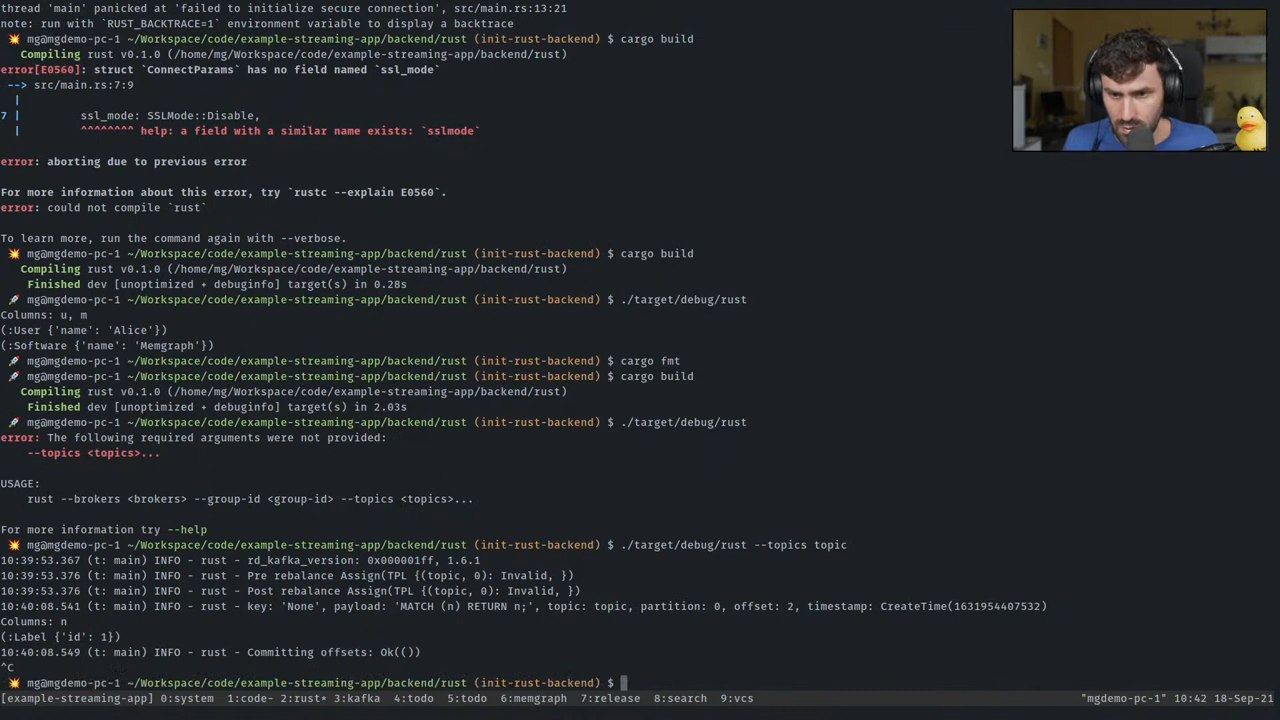 thread 'main' panicked at 'failed to initialize secure connection', src/main.rs:13:21
note: run with `RUST_BACKTRACE=1` environment variable to display a backtrace
mg@mgdemo-pc-1 ~/Workspace/code/example-streaming-app/backend/rust (init-rust-backend) $ cargo build
Compiling rust v0.1.0 (/home/mg/Workspace/code/example-streaming-app/backend/rust)
error[E0560]: struct `ConnectParams` has no field named `ssl_mode`
--> src/main.rs:7:9
|
7 | ssl_mode: SSLMode::Disable,
| ^^^^^^^^ help: a field with a similar name exists: `sslmode`
error: aborting due to previous error
For more information about this error, try `rustc --explain E0560`.
error: could not compile `rust`
To learn more, run the command again with --verbose.
mg@mgdemo-pc-1 ~/Workspace/code/example-streaming-app/backend/rust (init-rust-backend) $ cargo build
Compiling rust v0.1.0 (/home/mg/Workspace/code/example-streaming-app/backend/rust)
Finished dev [unoptimized + debuginfo] target(s) in 0.28s
mg@mgdemo-pc-1 ~/Workspace/code/example-streaming-app/backend/rust (init-rust-backend) $ ./target/debug/rust
Columns: u, m
(:User {'name': 'Alice'})
(:Software {'name': 'Memgraph'})
mg@mgdemo-pc-1 ~/Workspace/code/example-streaming-app/backend/rust (init-rust-backend) $ cargo fmt
mg@mgdemo-pc-1 ~/Workspace/code/example-streaming-app/backend/rust (init-rust-backend) $ cargo build
Compiling rust v0.1.0 (/home/mg/Workspace/code/example-streaming-app/backend/rust)
Finished dev [unoptimized + debuginfo] target(s) in 2.03s
mg@mgdemo-pc-1 ~/Workspace/code/example-streaming-app/backend/rust (init-rust-backend) $ ./target/debug/rust
error: The following required arguments were not provided:
--topics <topics>...
USAGE:
rust --brokers <brokers> --group-id <group-id> --topics <topics>...
For more information try --help
mg@mgdemo-pc-1 ~/Workspace/code/example-streaming-app/backend/rust (init-rust-backend) $ ./target/debug/rust --topics topic
10:39:53.367 (t: main) INFO - rust - rd_kafka_version: 0x000001ff, 1.6.1
10:39:53.376 (t: main) INFO - rust - Pre rebalance Assign(TPL {(topic, 0): Invalid, })
10:39:53.376 (t: main) INFO - rust - Post rebalance Assign(TPL {(topic, 0): Invalid, })
10:40:08.541 (t: main) INFO - rust - key: 'None', payload: 'MATCH (n) RETURN n;', topic: topic, partition: 0, offset: 2, timestamp: CreateTime(1631954407532)
Columns: n
(:Label {'id': 1})
10:40:08.549 (t: main) INFO - rust - Committing offsets: Ok(())
^C
mg@mgdemo-pc-1 ~/Workspace/code/example-streaming-app/backend/rust (init-rust-backend) $
[example-streaming-app] 0:system 1:code- 2:rust* 3:kafka 4:todo 5:todo 6:memgraph 7:release 8:search 9:vcs "mgdemo-pc-1" 10:42 18-Sep-21